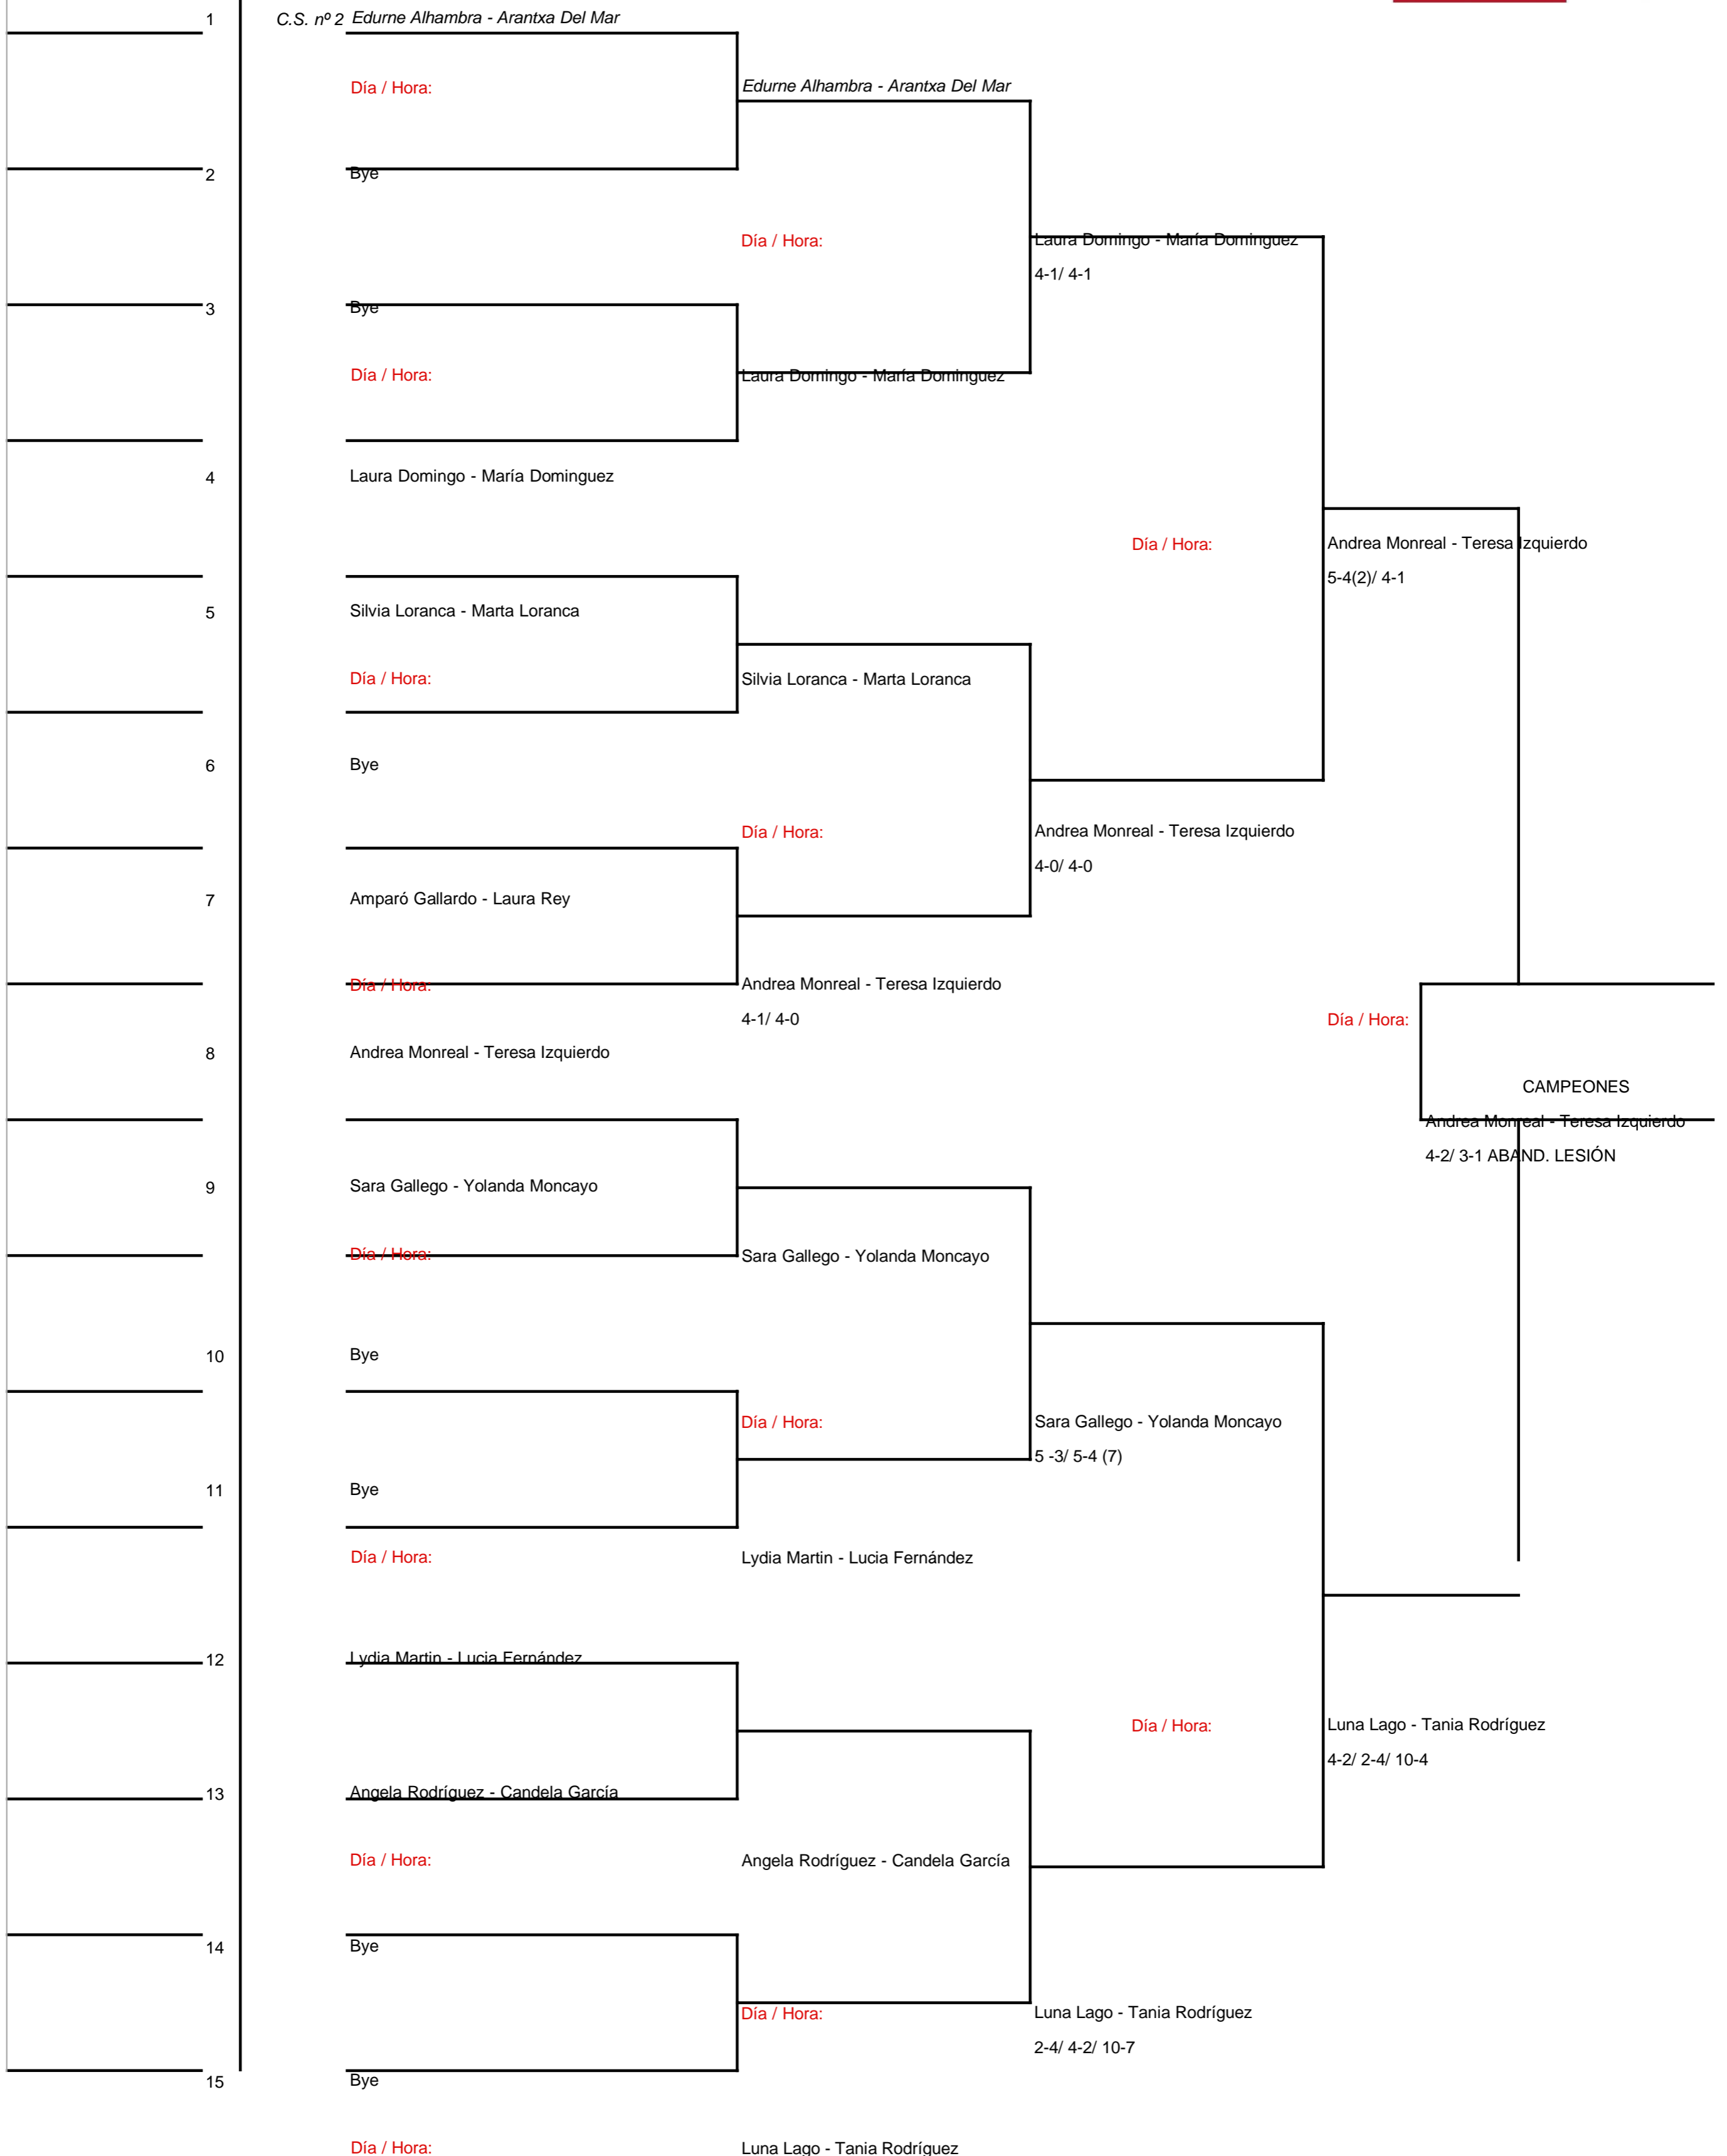 1 C.S. nº 2 Edurne Alhambra - Arantxa Del Mar
Día / Hora: Edurne Alhambra - Arantxa Del Mar
2 Bye
Día / Hora: Laura Domingo - María Dominguez
4-1/ 4-1
3 Bye
Día / Hora: Laura Domingo - María Dominguez
4 Laura Domingo - María Dominguez
Día / Hora: Andrea Monreal - Teresa Izquierdo
5-4(2)/ 4-1
5 Silvia Loranca - Marta Loranca
Día / Hora: Silvia Loranca - Marta Loranca
6 Bye
Día / Hora: Andrea Monreal - Teresa Izquierdo
4-0/ 4-0
7 Amparó Gallardo - Laura Rey
Día / Hora: Andrea Monreal - Teresa Izquierdo
4-1/ 4-0 Día / Hora:
8 Andrea Monreal - Teresa Izquierdo
CAMPEONES
Andrea Monreal - Teresa Izquierdo
4-2/ 3-1 ABAND. LESIÓN
9 Sara Gallego - Yolanda Moncayo
Día / Hora: Sara Gallego - Yolanda Moncayo
10 Bye
Día / Hora: Sara Gallego - Yolanda Moncayo
5 -3/ 5-4 (7)
11 Bye
Día / Hora: Lydia Martin - Lucia Fernández
12 Lydia Martin - Lucia Fernández
Día / Hora: Luna Lago - Tania Rodríguez
4-2/ 2-4/ 10-4
13 Angela Rodríguez - Candela García
Día / Hora: Angela Rodríguez - Candela García
14 Bye
Día / Hora: Luna Lago - Tania Rodríguez
2-4/ 4-2/ 10-7
15 Bye
Día / Hora: Luna Lago - Tania Rodríguez